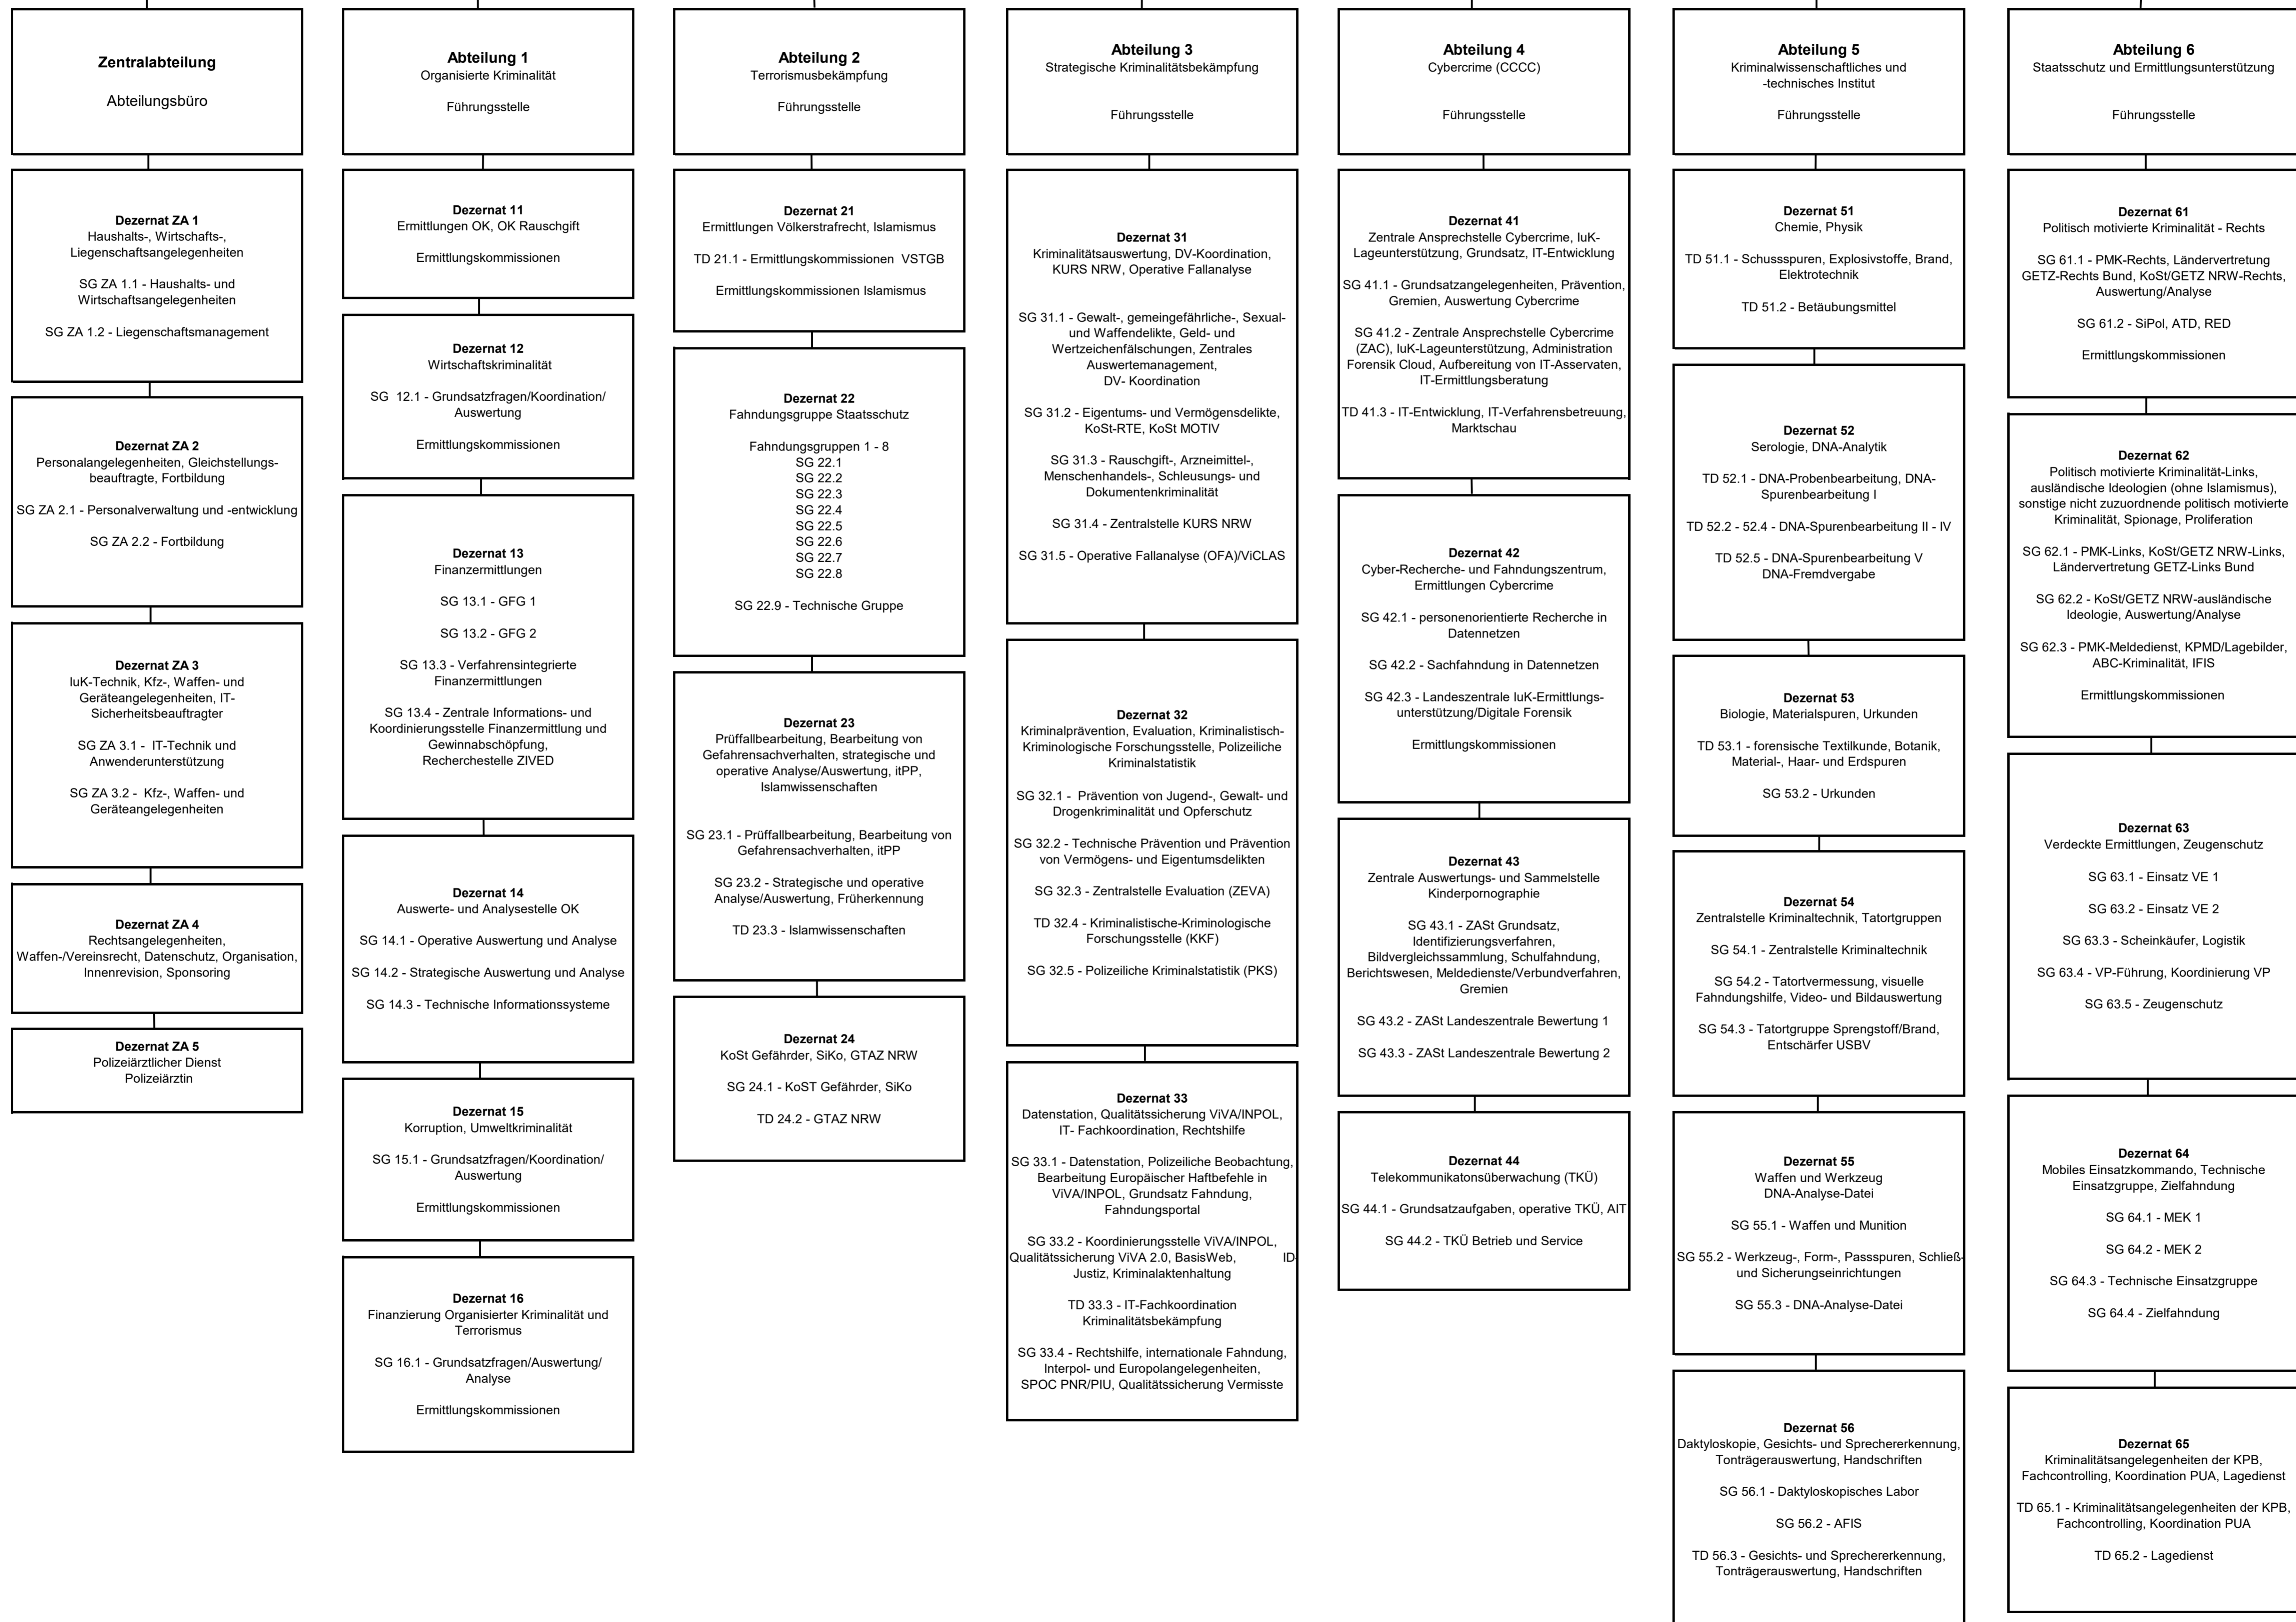 Zentralabteilung
Abteilungsbüro
Dezernat ZA 1
Haushalts-, Wirtschafts-,
Liegenschaftsangelegenheiten
SG ZA 1.1 - Haushalts- und
Wirtschaftsangelegenheiten
SG ZA 1.2 - Liegenschaftsmanagement
Dezernat ZA 2
Personalangelegenheiten, Gleichstellungs-
beauftragte, Fortbildung
SG ZA 2.1 - Personalverwaltung und -entwicklung
SG ZA 2.2 - Fortbildung
Dezernat ZA 3
IuK-Technik, Kfz-, Waffen- und
Geräteangelegenheiten, IT-
Sicherheitsbeauftragter
SG ZA 3.1 - IT-Technik und
Anwenderunterstützung
SG ZA 3.2 - Kfz-, Waffen- und
Geräteangelegenheiten
Dezernat ZA 4
Rechtsangelegenheiten,
Waffen-/Vereinsrecht, Datenschutz, Organisation,
Innenrevision, Sponsoring
Dezernat ZA 5
Polizeiärztlicher Dienst
Polizeiärztin
Abteilung 1
Organisierte Kriminalität
Führungsstelle
Dezernat 11
Ermittlungen OK, OK Rauschgift
Ermittlungskommissionen
Dezernat 12
Wirtschaftskriminalität
SG 12.1 - Grundsatzfragen/Koordination/
Auswertung
Ermittlungskommissionen
Dezernat 13
Finanzermittlungen
SG 13.1 - GFG 1
SG 13.2 - GFG 2
SG 13.3 - Verfahrensintegrierte
Finanzermittlungen
SG 13.4 - Zentrale Informations- und
Koordinierungsstelle Finanzermittlung und
Gewinnabschöpfung,
Recherchestelle ZIVED
Dezernat 14
Auswerte- und Analysestelle OK
SG 14.1 - Operative Auswertung und Analyse
SG 14.2 - Strategische Auswertung und Analyse
SG 14.3 - Technische Informationssysteme
Dezernat 15
Korruption, Umweltkriminalität
SG 15.1 - Grundsatzfragen/Koordination/
Auswertung
Ermittlungskommissionen
Dezernat 16
Finanzierung Organisierter Kriminalität und
Terrorismus
SG 16.1 - Grundsatzfragen/Auswertung/
Analyse
Ermittlungskommissionen
Abteilung 2
Terrorismusbekämpfung
Führungsstelle
Dezernat 21
Ermittlungen Völkerstrafrecht, Islamismus
TD 21.1 - Ermittlungskommissionen VSTGB
Ermittlungskommissionen Islamismus
Dezernat 22
Fahndungsgruppe Staatsschutz
Fahndungsgruppen 1 - 8
SG 22.1
SG 22.2
SG 22.3
SG 22.4
SG 22.5
SG 22.6
SG 22.7
SG 22.8
SG 22.9 - Technische Gruppe
Dezernat 23
Prüffallbearbeitung, Bearbeitung von
Gefahrensachverhalten, strategische und
operative Analyse/Auswertung, itPP,
Islamwissenschaften
SG 23.1 - Prüffallbearbeitung, Bearbeitung von
Gefahrensachverhalten, itPP
SG 23.2 - Strategische und operative
Analyse/Auswertung, Früherkennung
TD 23.3 - Islamwissenschaften
Dezernat 24
KoSt Gefährder, SiKo, GTAZ NRW
SG 24.1 - KoST Gefährder, SiKo
TD 24.2 - GTAZ NRW
Abteilung 3
Strategische Kriminalitätsbekämpfung
Führungsstelle
Dezernat 31
Kriminalitätsauswertung, DV-Koordination,
KURS NRW, Operative Fallanalyse
SG 31.1 - Gewalt-, gemeingefährliche-, Sexual-
und Waffendelikte, Geld- und
Wertzeichenfälschungen, Zentrales
Auswertemanagement,
DV- Koordination
SG 31.2 - Eigentums- und Vermögensdelikte,
KoSt-RTE, KoSt MOTIV
SG 31.3 - Rauschgift-, Arzneimittel-,
Menschenhandels-, Schleusungs- und
Dokumentenkriminalität
SG 31.4 - Zentralstelle KURS NRW
SG 31.5 - Operative Fallanalyse (OFA)/ViCLAS
Dezernat 32
Kriminalprävention, Evaluation, Kriminalistisch-
Kriminologische Forschungsstelle, Polizeiliche
Kriminalstatistik
SG 32.1 - Prävention von Jugend-, Gewalt- und
Drogenkriminalität und Opferschutz
SG 32.2 - Technische Prävention und Prävention
von Vermögens- und Eigentumsdelikten
SG 32.3 - Zentralstelle Evaluation (ZEVA)
TD 32.4 - Kriminalistische-Kriminologische
Forschungsstelle (KKF)
SG 32.5 - Polizeiliche Kriminalstatistik (PKS)
Dezernat 33
Datenstation, Qualitätssicherung ViVA/INPOL,
IT- Fachkoordination, Rechtshilfe
SG 33.1 - Datenstation, Polizeiliche Beobachtung,
Bearbeitung Europäischer Haftbefehle in
ViVA/INPOL, Grundsatz Fahndung,
Fahndungsportal
SG 33.2 - Koordinierungsstelle ViVA/INPOL,
Qualitätssicherung ViVA 2.0, BasisWeb, ID-
Justiz, Kriminalaktenhaltung
TD 33.3 - IT-Fachkoordination
Kriminalitätsbekämpfung
SG 33.4 - Rechtshilfe, internationale Fahndung,
Interpol- und Europolangelegenheiten,
SPOC PNR/PIU, Qualitätssicherung Vermisste
Abteilung 4
Cybercrime (CCCC)
Führungsstelle
Dezernat 41
Zentrale Ansprechstelle Cybercrime, IuK-
Lageunterstützung, Grundsatz, IT-Entwicklung
SG 41.1 - Grundsatzangelegenheiten, Prävention,
Gremien, Auswertung Cybercrime
SG 41.2 - Zentrale Ansprechstelle Cybercrime
(ZAC), IuK-Lageunterstützung, Administration
Forensik Cloud, Aufbereitung von IT-Asservaten,
IT-Ermittlungsberatung
TD 41.3 - IT-Entwicklung, IT-Verfahrensbetreuung,
Marktschau
Dezernat 42
Cyber-Recherche- und Fahndungszentrum,
Ermittlungen Cybercrime
SG 42.1 - personenorientierte Recherche in
Datennetzen
SG 42.2 - Sachfahndung in Datennetzen
SG 42.3 - Landeszentrale IuK-Ermittlungs-
unterstützung/Digitale Forensik
Ermittlungskommissionen
Dezernat 43
Zentrale Auswertungs- und Sammelstelle
Kinderpornographie
SG 43.1 - ZASt Grundsatz,
Identifizierungsverfahren,
Bildvergleichssammlung, Schulfahndung,
Berichtswesen, Meldedienste/Verbundverfahren,
Gremien
SG 43.2 - ZASt Landeszentrale Bewertung 1
SG 43.3 - ZASt Landeszentrale Bewertung 2
Dezernat 44
Telekommunikatonsüberwachung (TKÜ)
SG 44.1 - Grundsatzaufgaben, operative TKÜ, AIT
SG 44.2 - TKÜ Betrieb und Service
Abteilung 5
Kriminalwissenschaftliches und
-technisches Institut
Führungsstelle
Dezernat 51
Chemie, Physik
TD 51.1 - Schussspuren, Explosivstoffe, Brand,
Elektrotechnik
TD 51.2 - Betäubungsmittel
Dezernat 52
Serologie, DNA-Analytik
TD 52.1 - DNA-Probenbearbeitung, DNA-
Spurenbearbeitung I
TD 52.2 - 52.4 - DNA-Spurenbearbeitung II - IV
TD 52.5 - DNA-Spurenbearbeitung V
DNA-Fremdvergabe
Dezernat 53
Biologie, Materialspuren, Urkunden
TD 53.1 - forensische Textilkunde, Botanik,
Material-, Haar- und Erdspuren
SG 53.2 - Urkunden
Dezernat 54
Zentralstelle Kriminaltechnik, Tatortgruppen
SG 54.1 - Zentralstelle Kriminaltechnik
SG 54.2 - Tatortvermessung, visuelle
Fahndungshilfe, Video- und Bildauswertung
SG 54.3 - Tatortgruppe Sprengstoff/Brand,
Entschärfer USBV
Dezernat 55
Waffen und Werkzeug
DNA-Analyse-Datei
SG 55.1 - Waffen und Munition
SG 55.2 - Werkzeug-, Form-, Passspuren, Schließ-
und Sicherungseinrichtungen
SG 55.3 - DNA-Analyse-Datei
Dezernat 56
Daktyloskopie, Gesichts- und Sprechererkennung,
Tonträgerauswertung, Handschriften
SG 56.1 - Daktyloskopisches Labor
SG 56.2 - AFIS
TD 56.3 - Gesichts- und Sprechererkennung,
Tonträgerauswertung, Handschriften
Abteilung 6
Staatsschutz und Ermittlungsunterstützung
Führungsstelle
Dezernat 61
Politisch motivierte Kriminalität - Rechts
SG 61.1 - PMK-Rechts, Ländervertretung
GETZ-Rechts Bund, KoSt/GETZ NRW-Rechts,
Auswertung/Analyse
SG 61.2 - SiPol, ATD, RED
Ermittlungskommissionen
Dezernat 62
Politisch motivierte Kriminalität-Links,
ausländische Ideologien (ohne Islamismus),
sonstige nicht zuzuordnende politisch motivierte
Kriminalität, Spionage, Proliferation
SG 62.1 - PMK-Links, KoSt/GETZ NRW-Links,
Ländervertretung GETZ-Links Bund
SG 62.2 - KoSt/GETZ NRW-ausländische
Ideologie, Auswertung/Analyse
SG 62.3 - PMK-Meldedienst, KPMD/Lagebilder,
ABC-Kriminalität, IFIS
Ermittlungskommissionen
Dezernat 63
Verdeckte Ermittlungen, Zeugenschutz
SG 63.1 - Einsatz VE 1
SG 63.2 - Einsatz VE 2
SG 63.3 - Scheinkäufer, Logistik
SG 63.4 - VP-Führung, Koordinierung VP
SG 63.5 - Zeugenschutz
Dezernat 64
Mobiles Einsatzkommando, Technische
Einsatzgruppe, Zielfahndung
SG 64.1 - MEK 1
SG 64.2 - MEK 2
SG 64.3 - Technische Einsatzgruppe
SG 64.4 - Zielfahndung
Dezernat 65
Kriminalitätsangelegenheiten der KPB,
Fachcontrolling, Koordination PUA, Lagedienst
TD 65.1 - Kriminalitätsangelegenheiten der KPB,
Fachcontrolling, Koordination PUA
TD 65.2 - Lagedienst